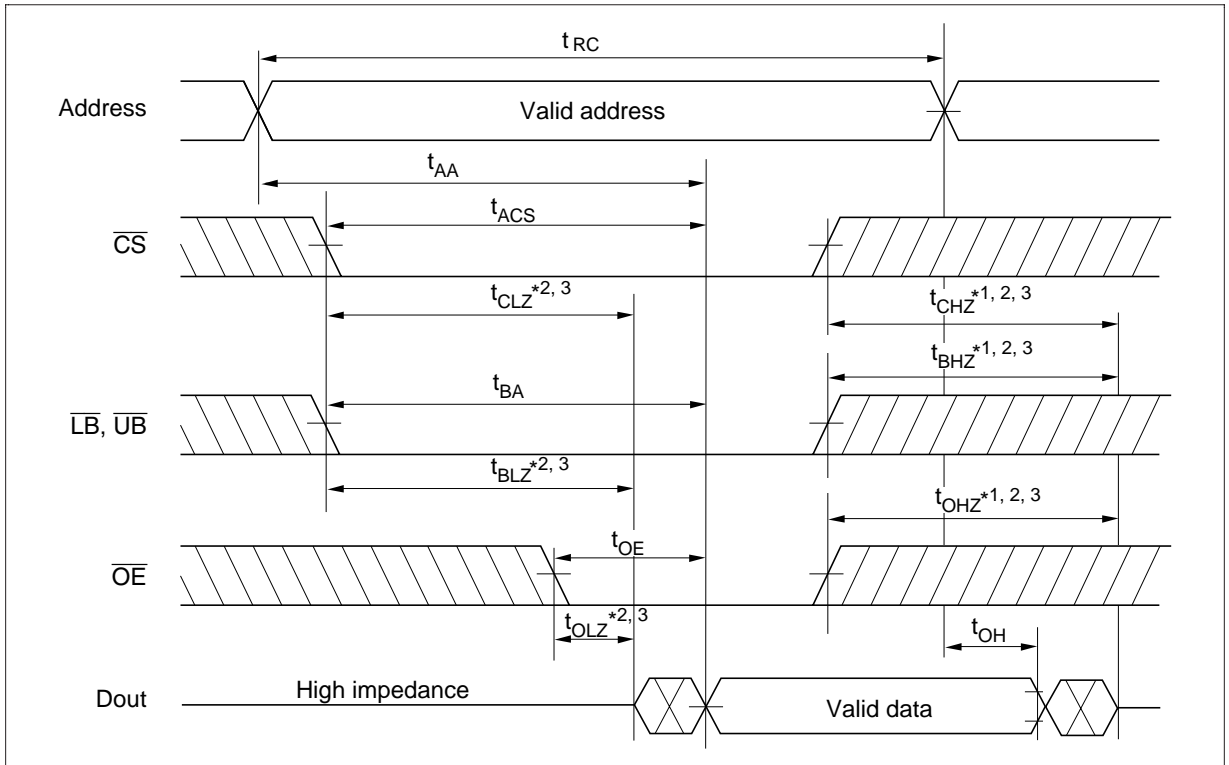 t RC
Address
Valid address
tAA
tACS
CS
tCLZ*2, 3
tCHZ*1, 2, 3
tBHZ*1, 2, 3
tBA
LB, UB
tBLZ*2, 3
tOHZ*1, 2, 3
tOE
OE
tOLZ*2, 3
tOH
High impedance
Dout
Valid data